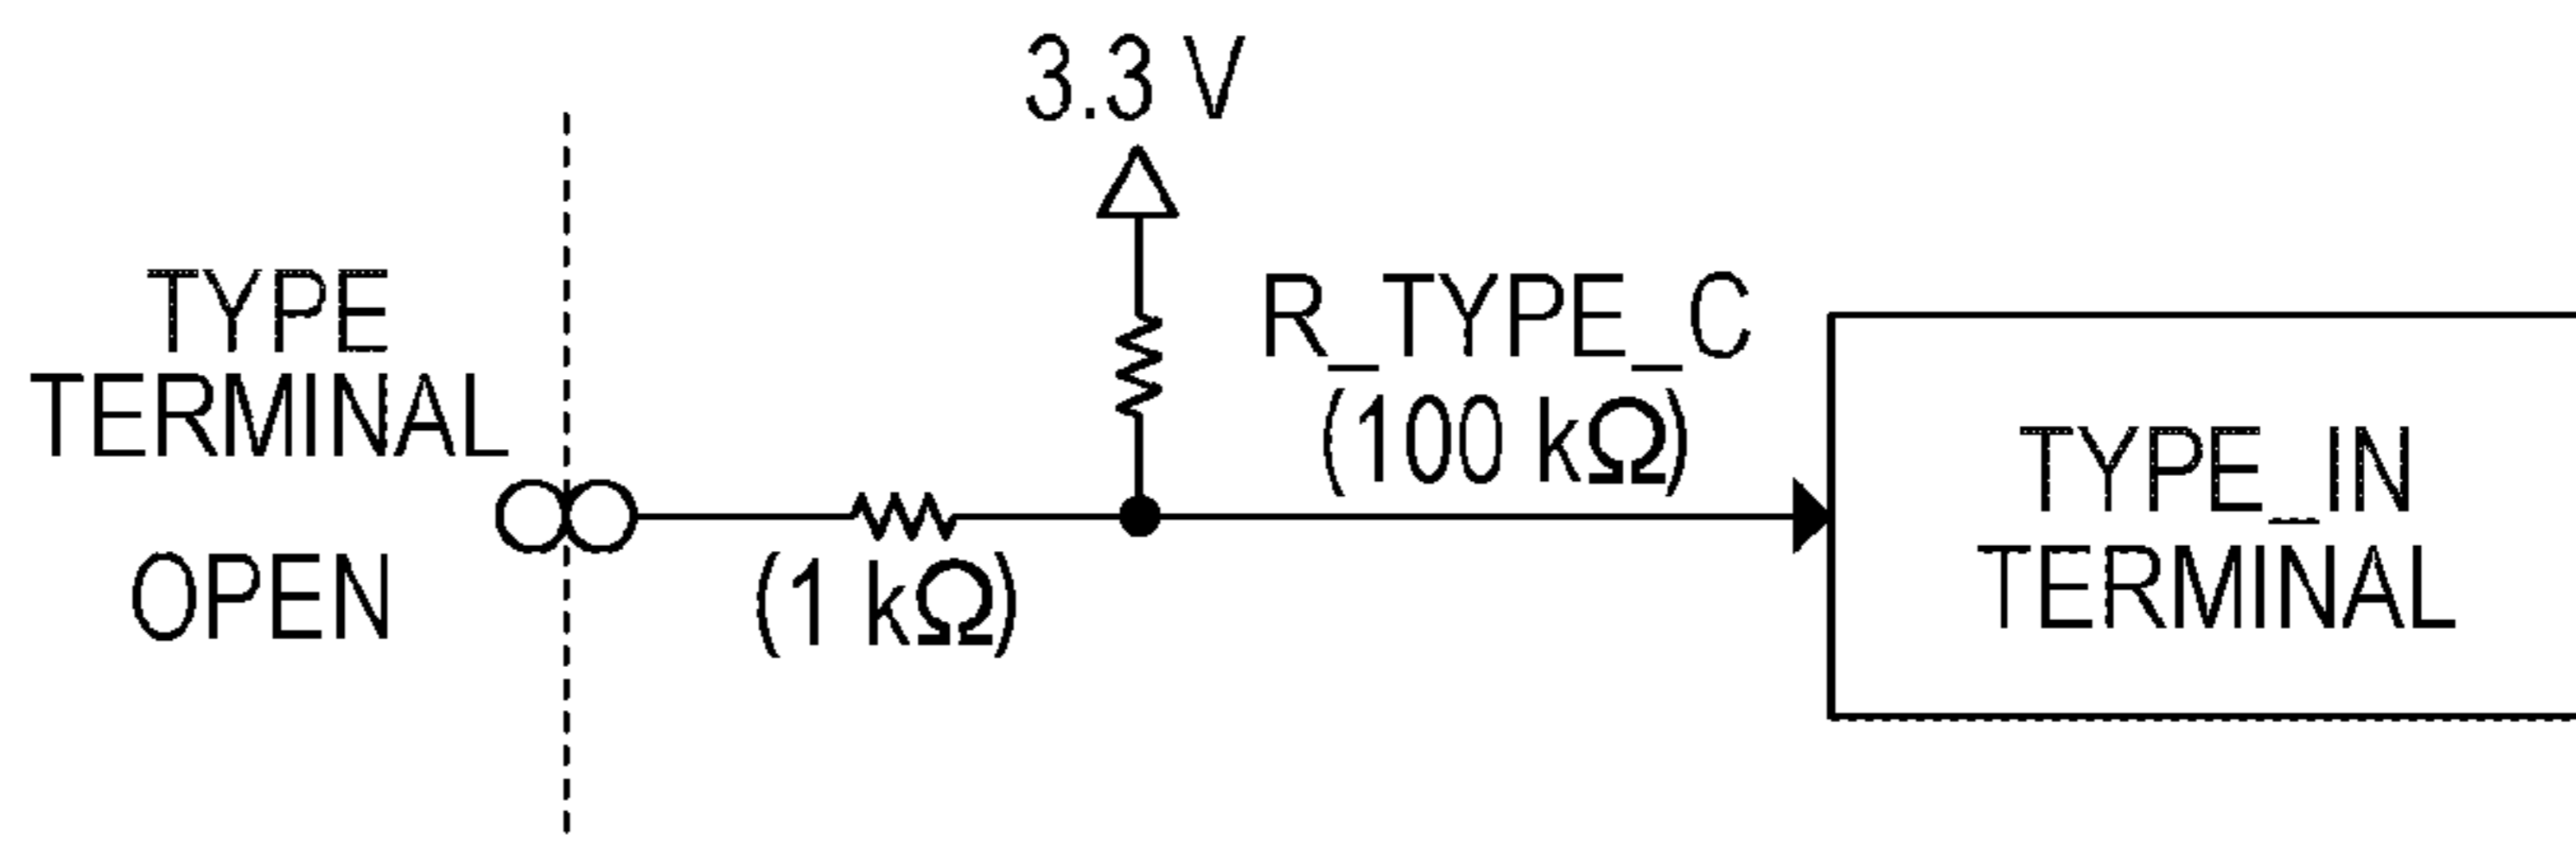 3.3 V
TYPE
TERMINAL
OPEN
(1 kΩ)
R_TYPE_C
(100 kΩ)
TYPE_IN
TERMINAL